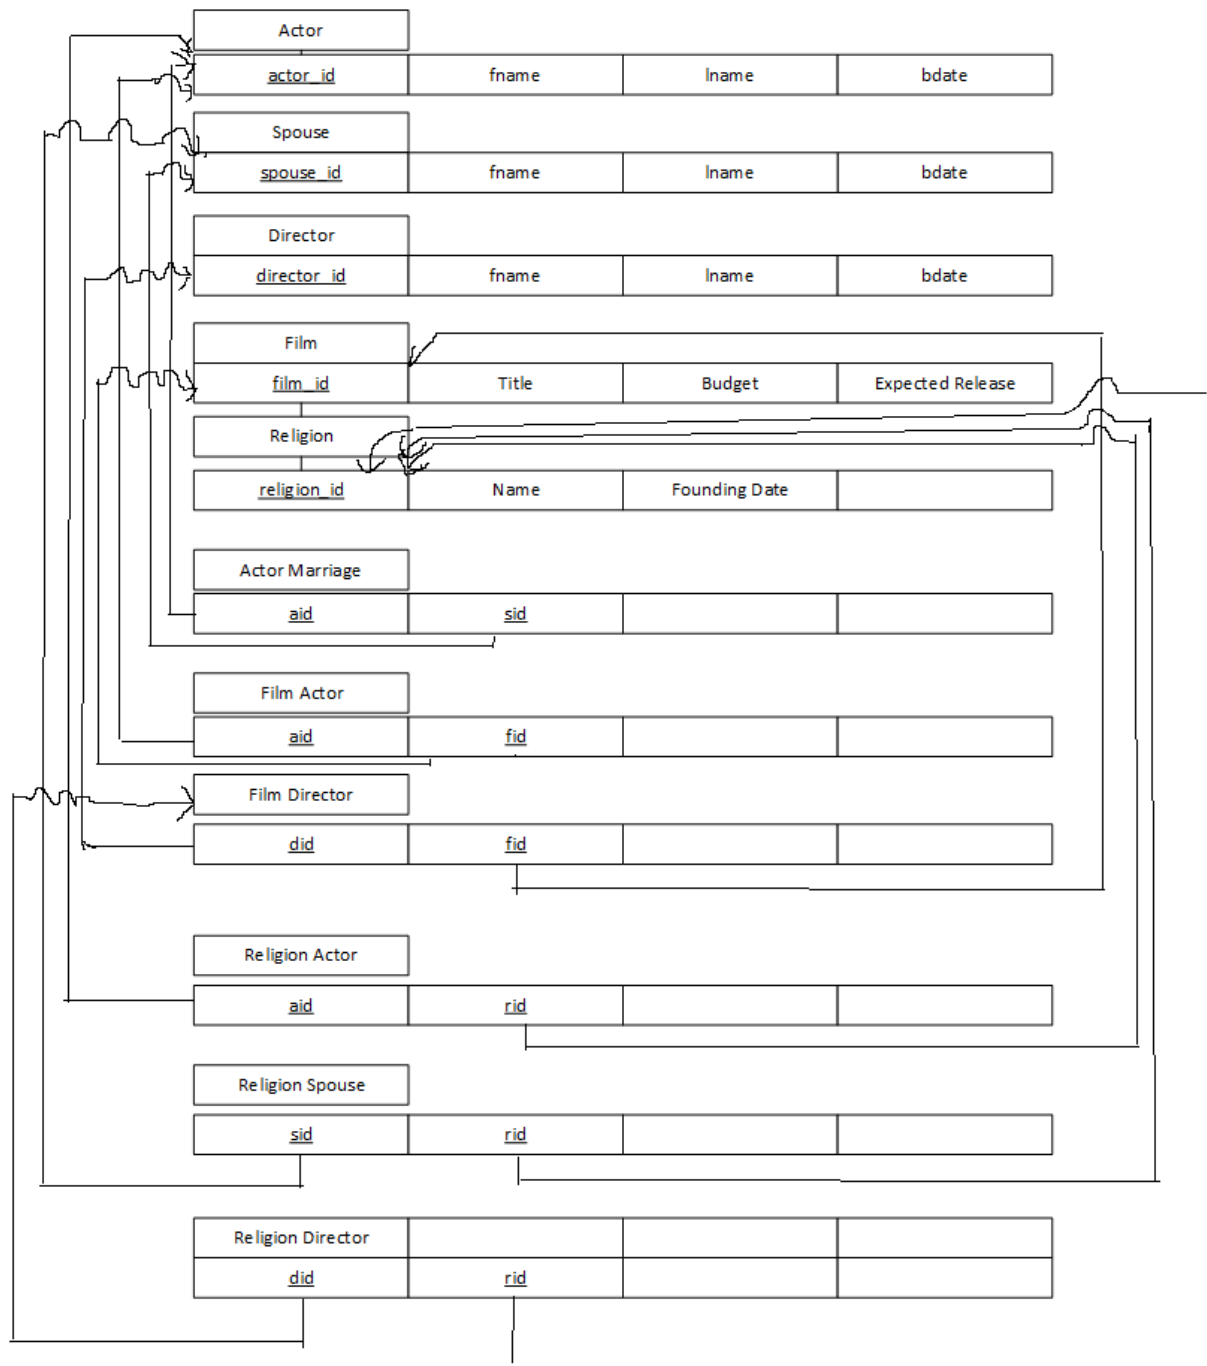 Actor
actor_id fname lname bdate
Spouse
spouse_id fname lname bdate
Director
director_id fname lname bdate
Film
film_id Title Budget Expected Release
Religion
religion_id Name Founding Date
Actor Marriage
aid sid
Film Actor
aid fid
Film Director
did fid
Religion Actor
aid rid
Religion Spouse
sid rid
Religion Director
did rid